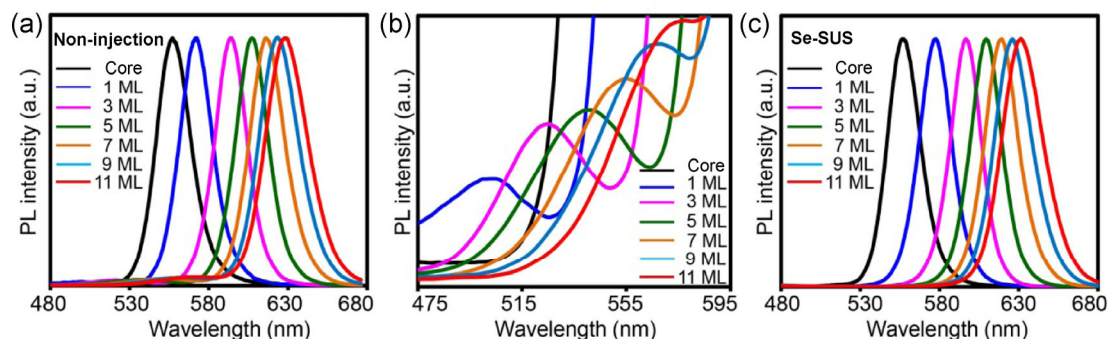 (a)
Non-injection
Core
1 ML
3 ML
5 ML
7 ML
9 ML
11 ML
PL intensity (a.u.)
480 530 580 630 680
Wavelength (nm)
(b)
Core
1 ML
3 ML
5 ML
7 ML
9 ML
11 ML
PL intensity (a.u.)
475 515 555 595
Wavelength (nm)
(c)
Se-SUS
Core
1 ML
3 ML
5 ML
7 ML
9 ML
11 ML
PL intensity (a.u.)
480 530 580 630 680
Wavelength (nm)